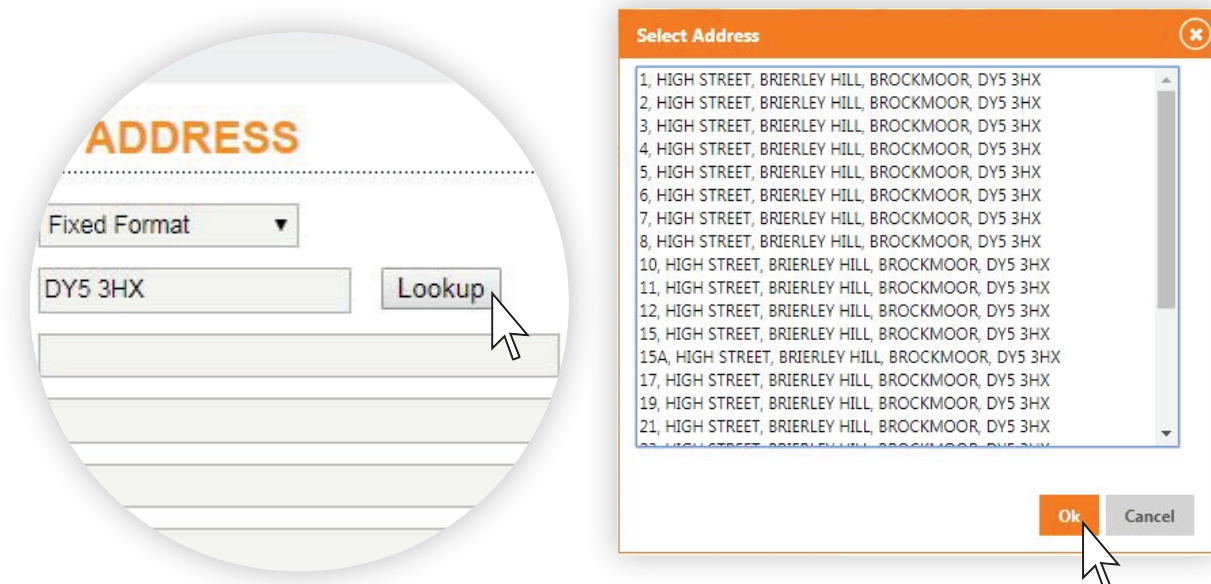 ADDRESS
Fixed Format
DY5 3HX
Lookup
Select Address
1, HIGH STREET, BRIERLEY HILL, BROCKMOOR, DY5 3HX
2, HIGH STREET, BRIERLEY HILL, BROCKMOOR, DY5 3HX
3, HIGH STREET, BRIERLEY HILL, BROCKMOOR, DY5 3HX
4, HIGH STREET, BRIERLEY HILL, BROCKMOOR, DY5 3HX
5, HIGH STREET, BRIERLEY HILL, BROCKMOOR, DY5 3HX
6, HIGH STREET, BRIERLEY HILL, BROCKMOOR, DY5 3HX
7, HIGH STREET, BRIERLEY HILL, BROCKMOOR, DY5 3HX
8, HIGH STREET, BRIERLEY HILL, BROCKMOOR, DY5 3HX
10, HIGH STREET, BRIERLEY HILL, BROCKMOOR, DY5 3HX
11, HIGH STREET, BRIERLEY HILL, BROCKMOOR, DY5 3HX
12, HIGH STREET, BRIERLEY HILL, BROCKMOOR, DY5 3HX
15, HIGH STREET, BRIERLEY HILL, BROCKMOOR, DY5 3HX
15A, HIGH STREET, BRIERLEY HILL, BROCKMOOR, DY5 3HX
17, HIGH STREET, BRIERLEY HILL, BROCKMOOR, DY5 3HX
19, HIGH STREET, BRIERLEY HILL, BROCKMOOR, DY5 3HX
21, HIGH STREET, BRIERLEY HILL, BROCKMOOR, DY5 3HX
Ok
Cancel